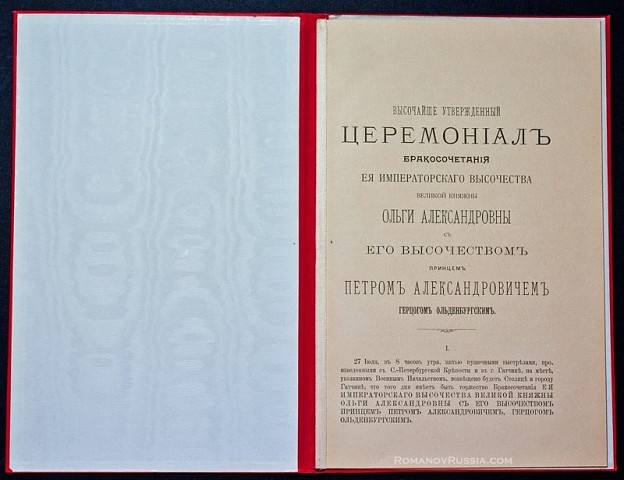 ВЫСОЧАЙШЕ УТВЕРЖДЕННЫЙ
ЦЕРЕМОНІАЛЪ
БРАКОСОЧЕТАНІЯ
ЕЯ ИМПЕРАТОРСКАГО ВЫСОЧЕСТВА
ВЕЛИКОЙ КНЯЖНЫ
ОЛЬГИ АЛЕКСАНДРОВНЫ
СЪ
ЕГО ВЫСОЧЕСТВОМЪ
ПРИНЦЕМЪ
ПЕТРОМЪ АЛЕКСАНДРОВИЧЕМЪ
ГЕРЦОГОМЪ ОЛЬДЕНБУРГСКИМЪ.
I.
27 Іюля, въ 8 часовъ утра, пятью пушечными выстрѣлами, про-
изведенными съ С.-Петербургской Крѣпости и въ г. Гатчинѣ, на мѣстѣ,
указанномъ Военнымъ Начальствомъ, возвѣщено будетъ Столицѣ и городу
Гатчинѣ, что того дня имѣетъ быть торжество Бракосочетанія ЕЯ
ИМПЕРАТОРСКАГО ВЫСОЧЕСТВА ВЕЛИКОЙ КНЯЖНЫ
ОЛЬГИ АЛЕКСАНДРОВНЫ СЪ ЕГО ВЫСОЧЕСТВОМЪ
ПРИНЦЕМЪ ПЕТРОМЪ АЛЕКСАНДРОВИЧЕМЪ, ГЕРЦОГОМЪ
ОЛЬДЕНБУРГСКИМЪ.
ROMANOVRUSSIA.COM